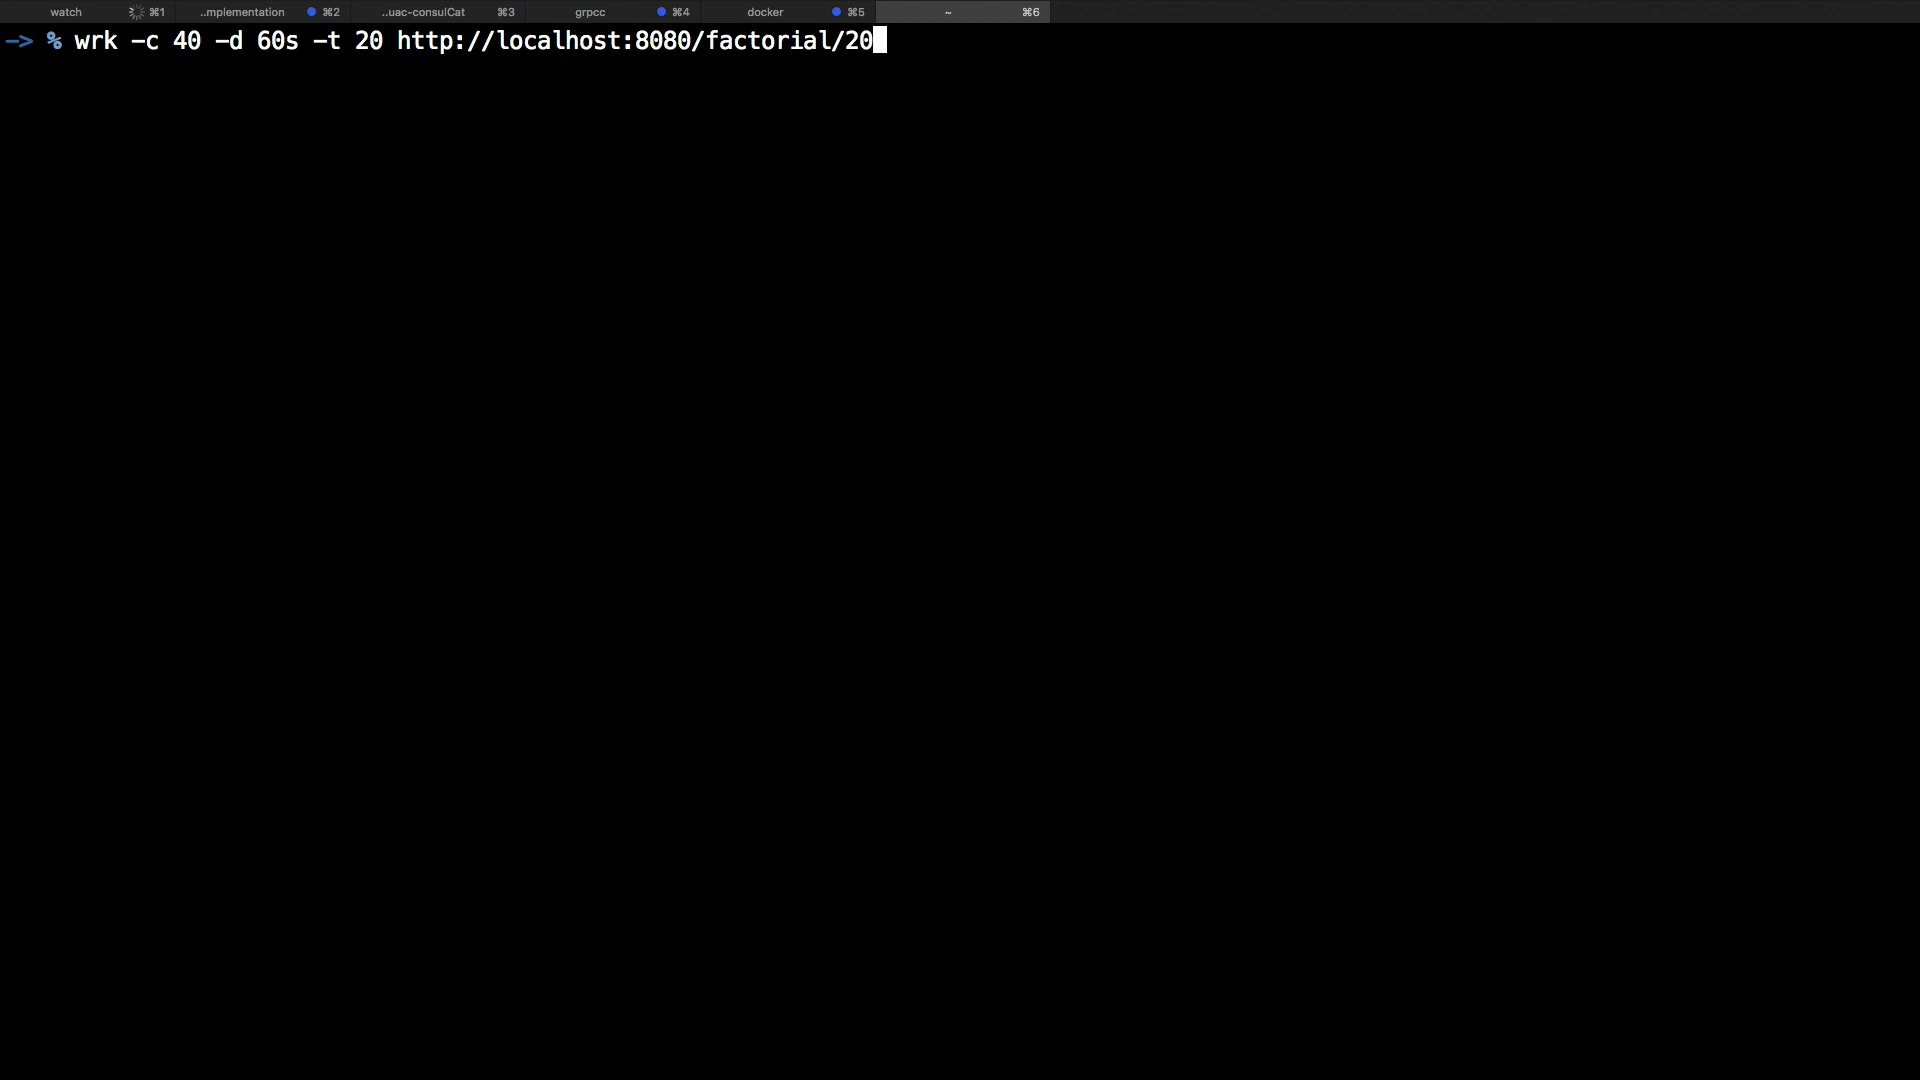 watch ⌘1 ..mplementation ⌘2 ..uac-consulCat ⌘3 grpcc ⌘4 docker ⌘5 ~ ⌘6
—> % wrk -c 40 -d 60s -t 20 http://localhost:8080/factorial/20